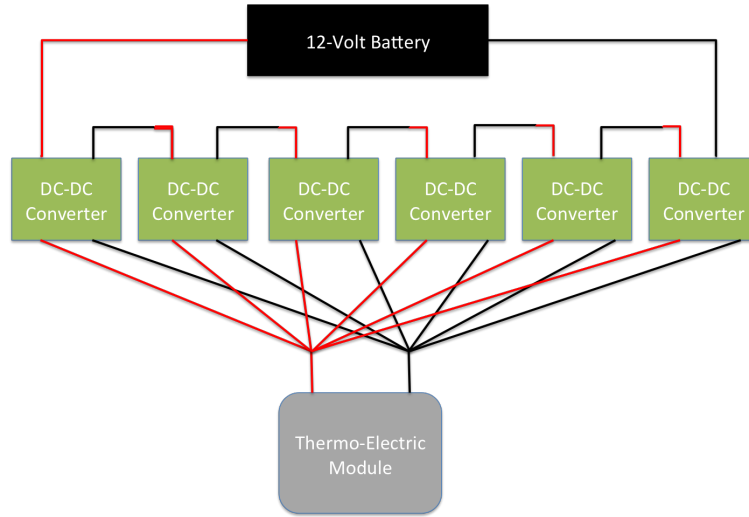 12-Volt Battery
DC-DC
Converter
DC-DC
Converter
DC-DC
Converter
DC-DC
Converter
DC-DC
Converter
DC-DC
Converter
Thermo-Electric
Module